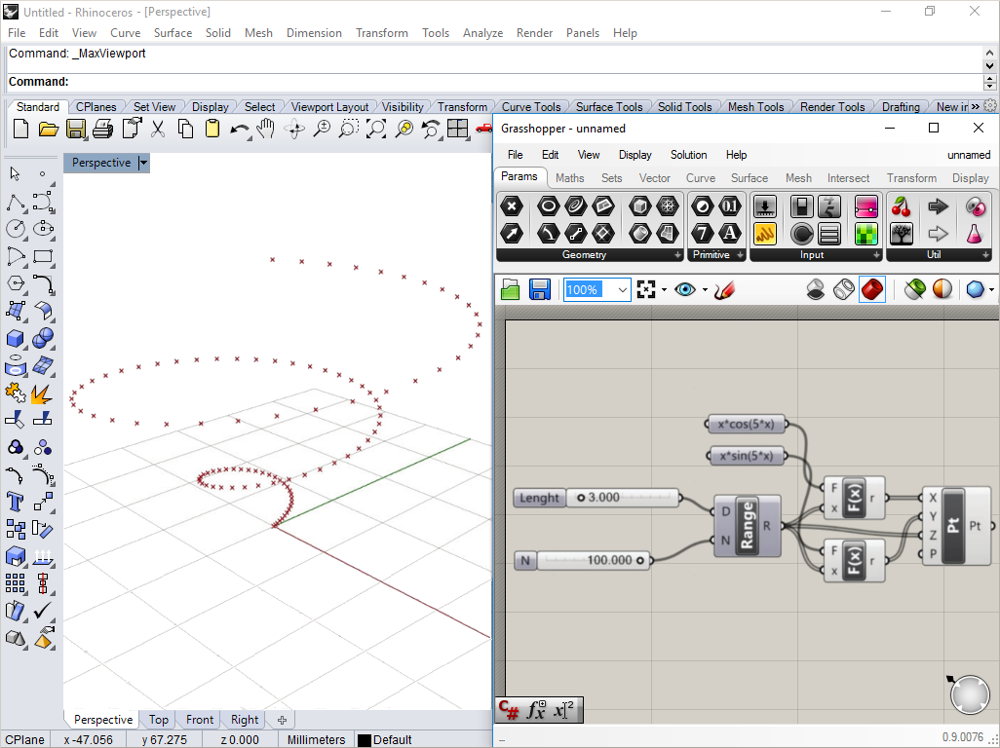 Untitled - Rhinoceros - [Perspective]
File Edit View Curve Surface Solid Mesh Dimension Transform Tools Analyze Render Panels Help
Command: _MaxViewport
Command:
Standard CPlanes Set View Display Select Viewport Layout Visibility Transform Curve Tools Surface Tools Solid Tools Mesh Tools Render Tools Drafting New in »
Perspective
Grasshopper - unnamed
File Edit View Display Solution Help unnamed
Params Maths Sets Vector Curve Surface Mesh Intersect Transform Display
0.1
7 A
Geometry Primitive Input Util
100%
x*cos(5*x)
x*sin(5*x)
Lenght 3.000
N 100.000
D N Range R
F x F(x) r
F x F(x) r
X Y Z P Pt Pt
C# fx x²
Perspective Top Front Right
CPlane x -47.056 y 67.275 z 0.000 Millimeters Default
0.9.0076